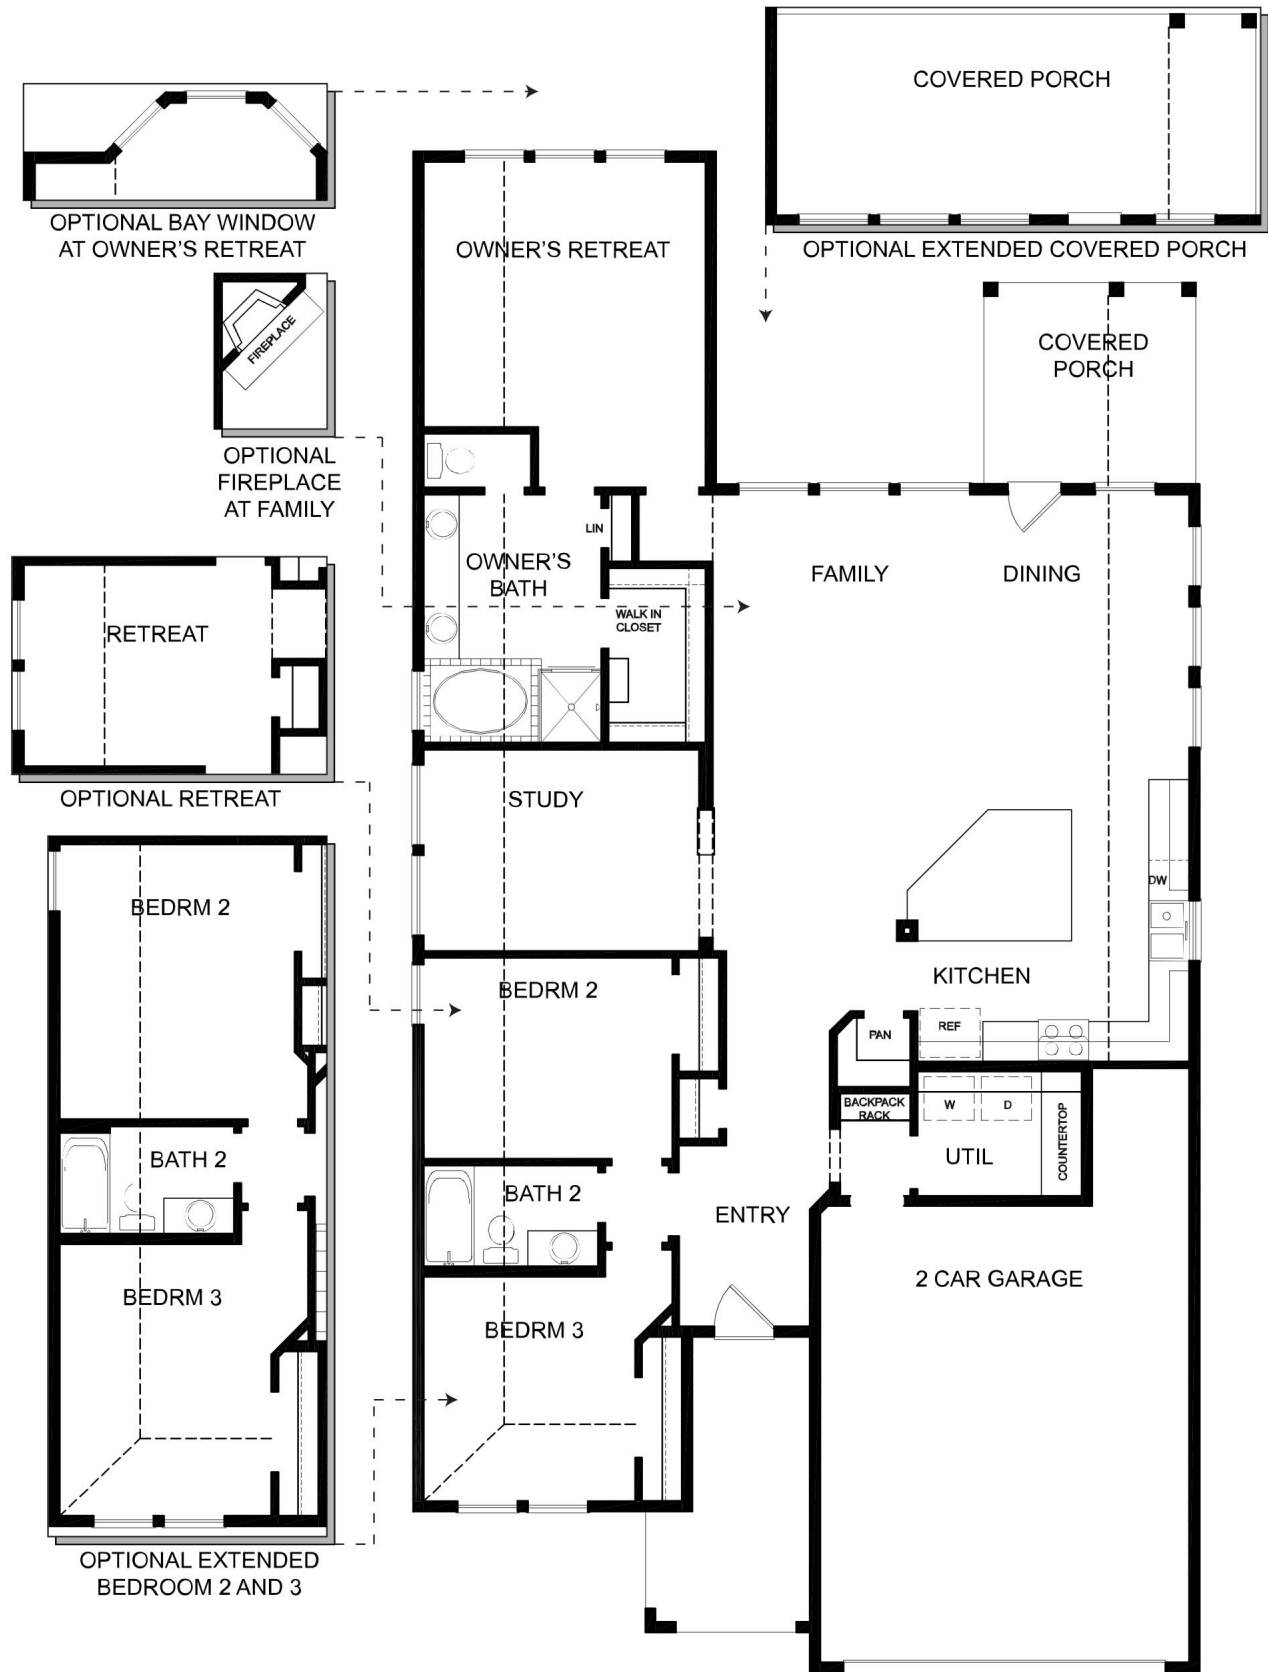 COVERED PORCH
OPTIONAL EXTENDED COVERED PORCH
OPTIONAL BAY WINDOW
AT OWNER'S RETREAT
FIREPLACE
OPTIONAL
FIREPLACE
AT FAMILY
RETREAT
OPTIONAL RETREAT
BEDRM 2
BATH 2
BEDRM 3
OPTIONAL EXTENDED
BEDROOM 2 AND 3
OWNER'S RETREAT
COVERED
PORCH
LIN
OWNER'S
BATH
WALK IN
CLOSET
FAMILY
DINING
STUDY
DW
KITCHEN
BEDRM 2
PAN
REF
BACKPACK
RACK
W
D
COUNTERTOP
UTIL
BATH 2
ENTRY
BEDRM 3
2 CAR GARAGE